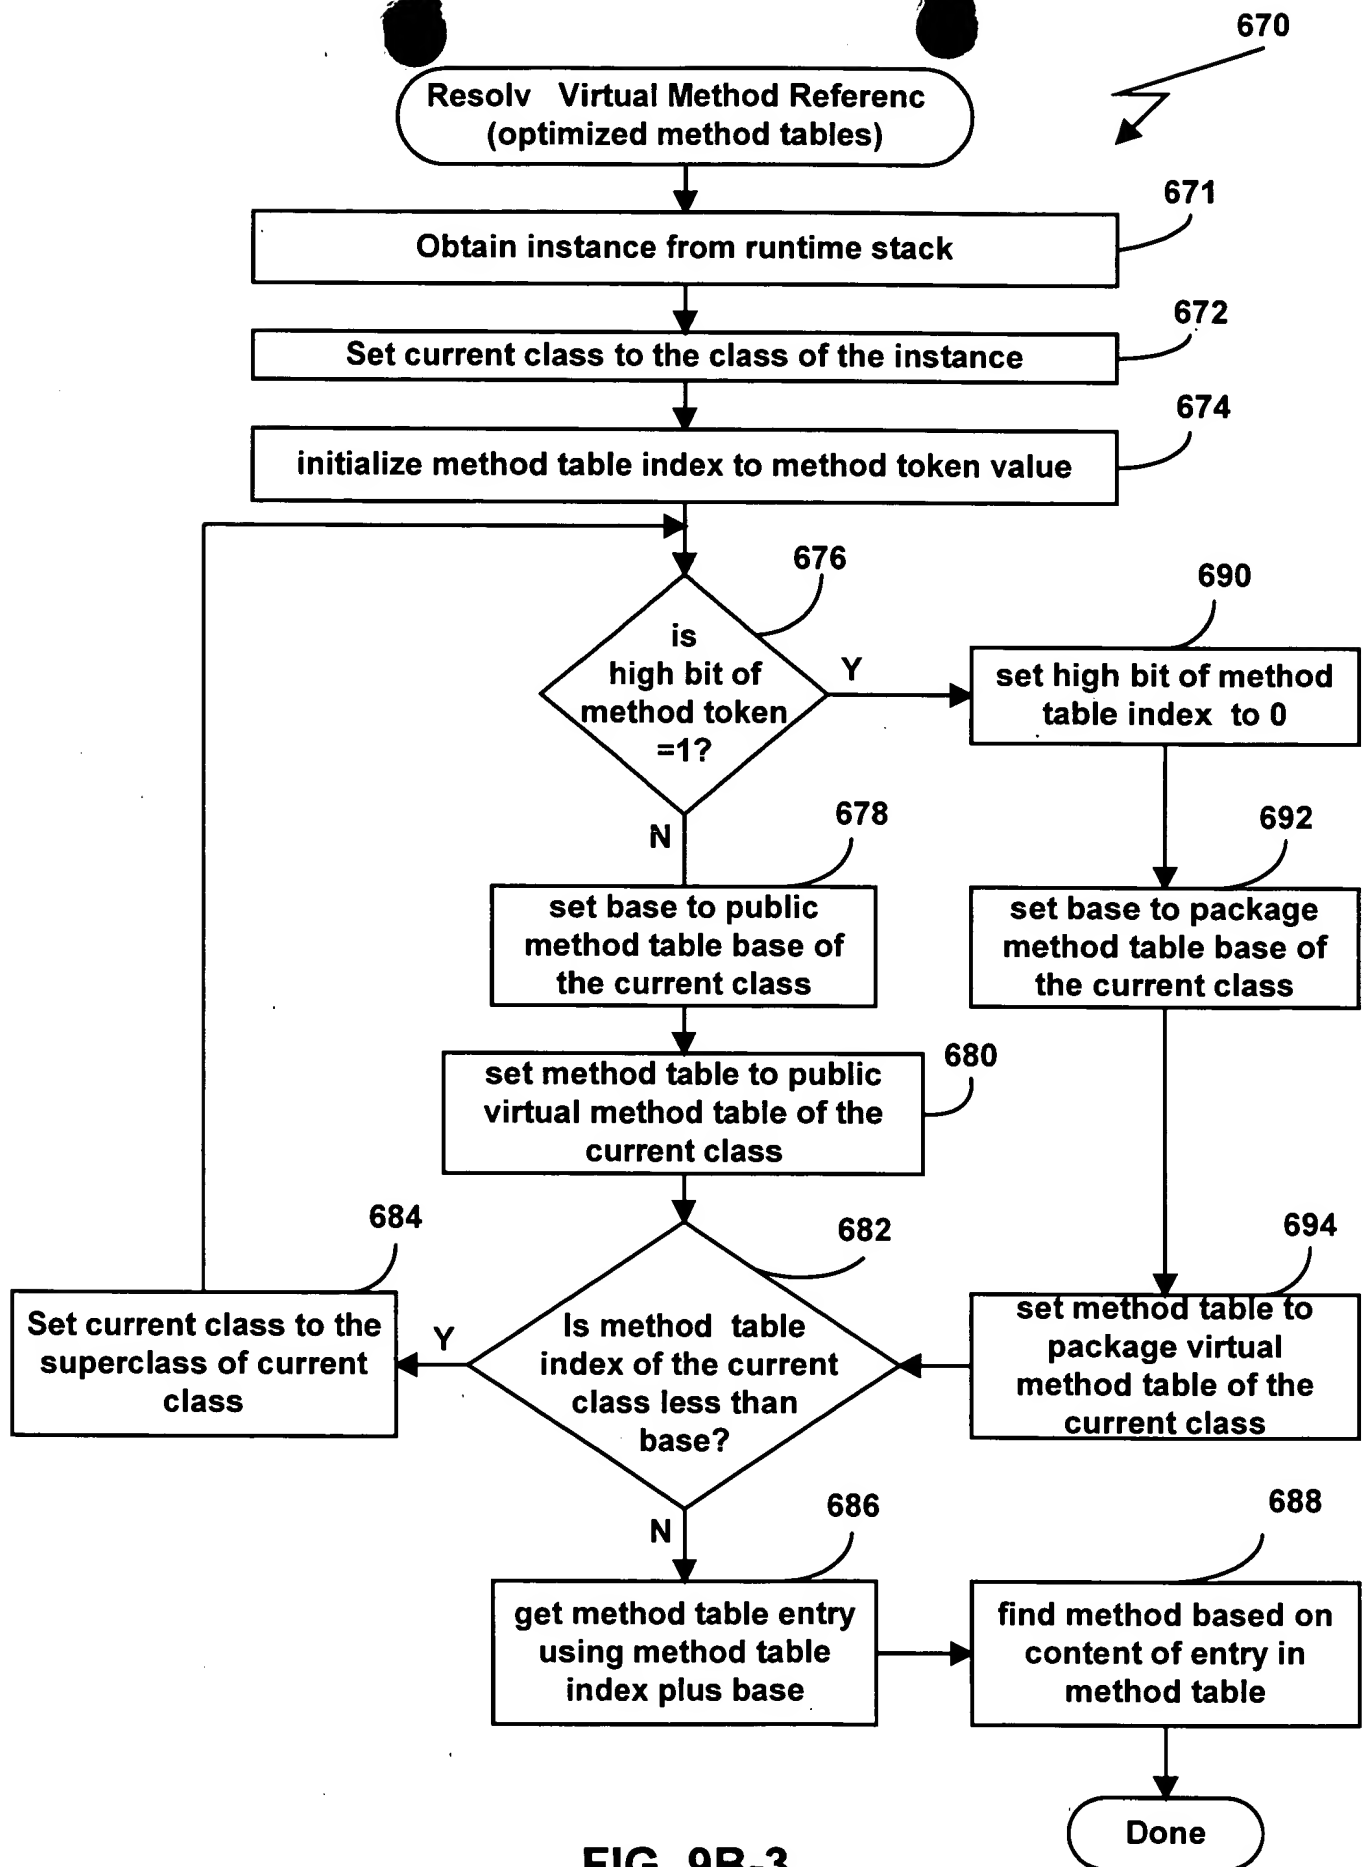 670
Resolv Virtual Method Referenc
(optimized method tables)
671
Obtain instance from runtime stack
672
Set current class to the class of the instance
674
initialize method table index to method token value
676
is
high bit of
method token
=1?
Y
N
690
set high bit of method
table index to 0
678
set base to public
method table base of
the current class
692
set base to package
method table base of
the current class
680
set method table to public
virtual method table of the
current class
684
Set current class to the
superclass of current
class
682
Y
Is method table
index of the current
class less than
base?
N
694
set method table to
package virtual
method table of the
current class
686
get method table entry
using method table
index plus base
688
find method based on
content of entry in
method table
Done
FIG. 9B-3